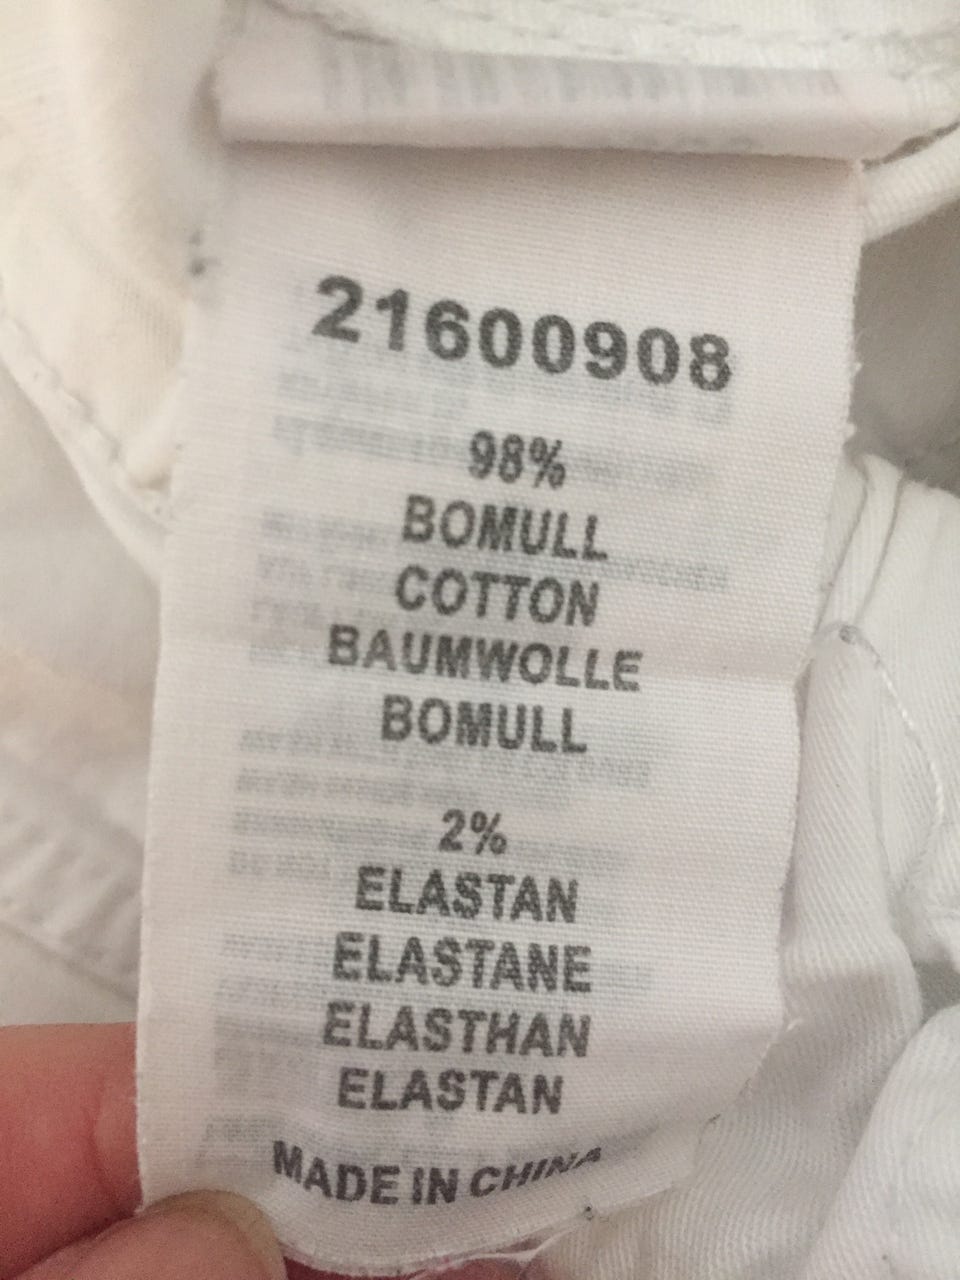 21600908
98%
BOMULL
COTTON
BAUMWOLLE
BOMULL
2%
ELASTAN
ELASTANE
ELASTHAN
ELASTAN
MADE IN CHINA